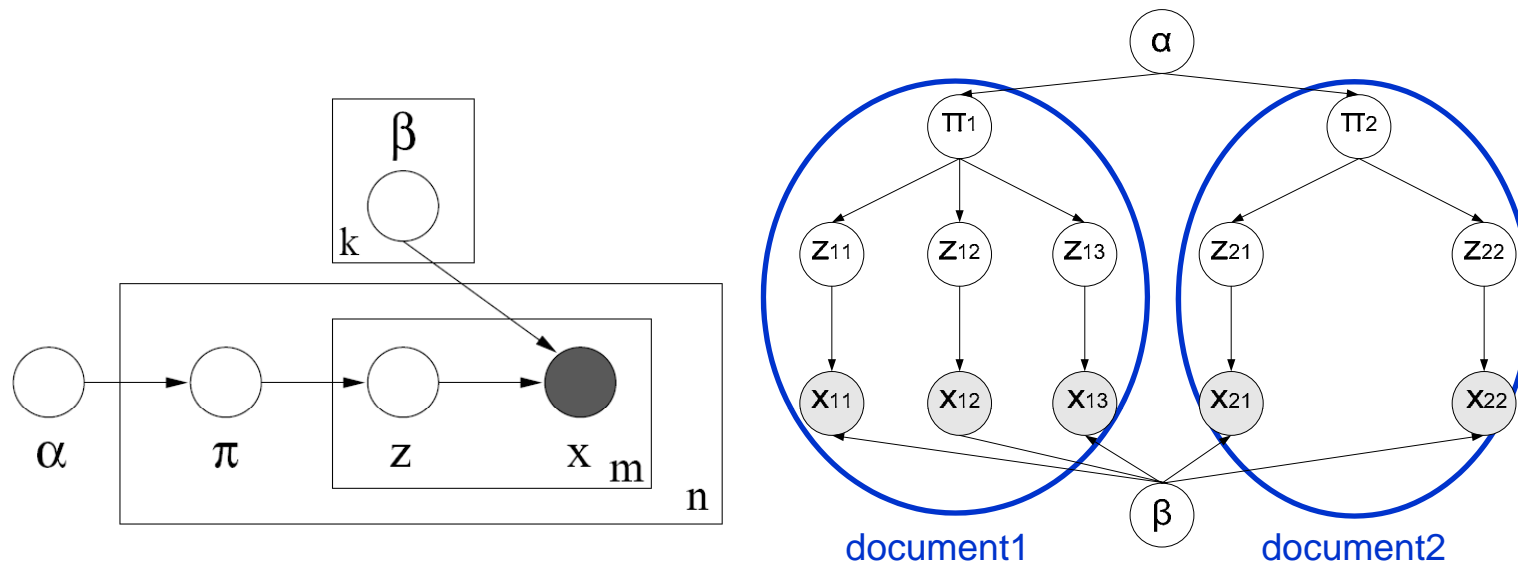 β
k
α
π
z
x
m
n
α
π1
π2
z11
z12
z13
z21
z22
x11
x12
x13
x21
x22
β
document1
document2